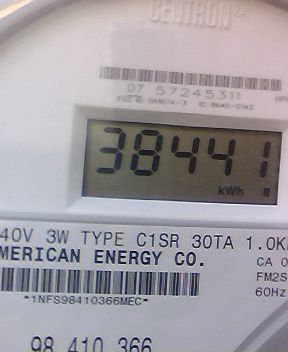 CENTRON®
07 57245311
38441
kWh
40V 3W TYPE C1SR 30TA 1.0K
MERICAN ENERGY CO. CA 0
FM2S
*1NFS98410366MEC* 60Hz
98 410 366